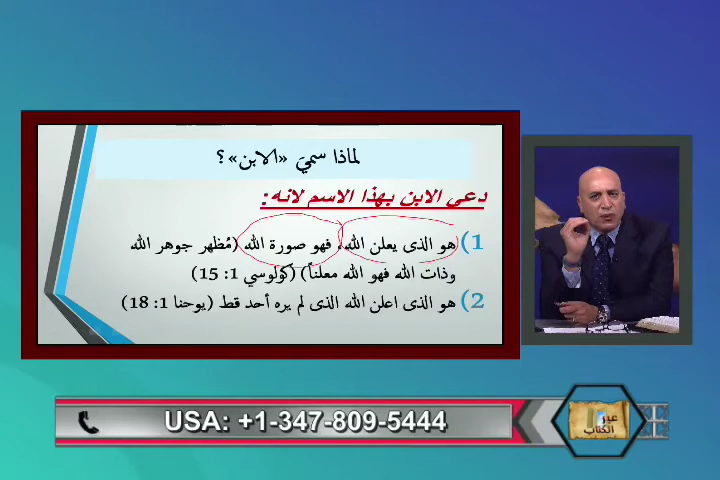 لماذا سميَ «الابن»؟
دعى الابن بهذا الاسم لانه:
1) هو الذى يعلن الله، فهو صورة الله (مُظهر جوهر الله
وذات الله فهو الله معلناً) (كولوسي 1: 15)
2) هو الذى اعلن الله الذى لم يره أحد قط (يوحنا 1: 18)
USA: +1-347-809-5444
عبر
الكتاب